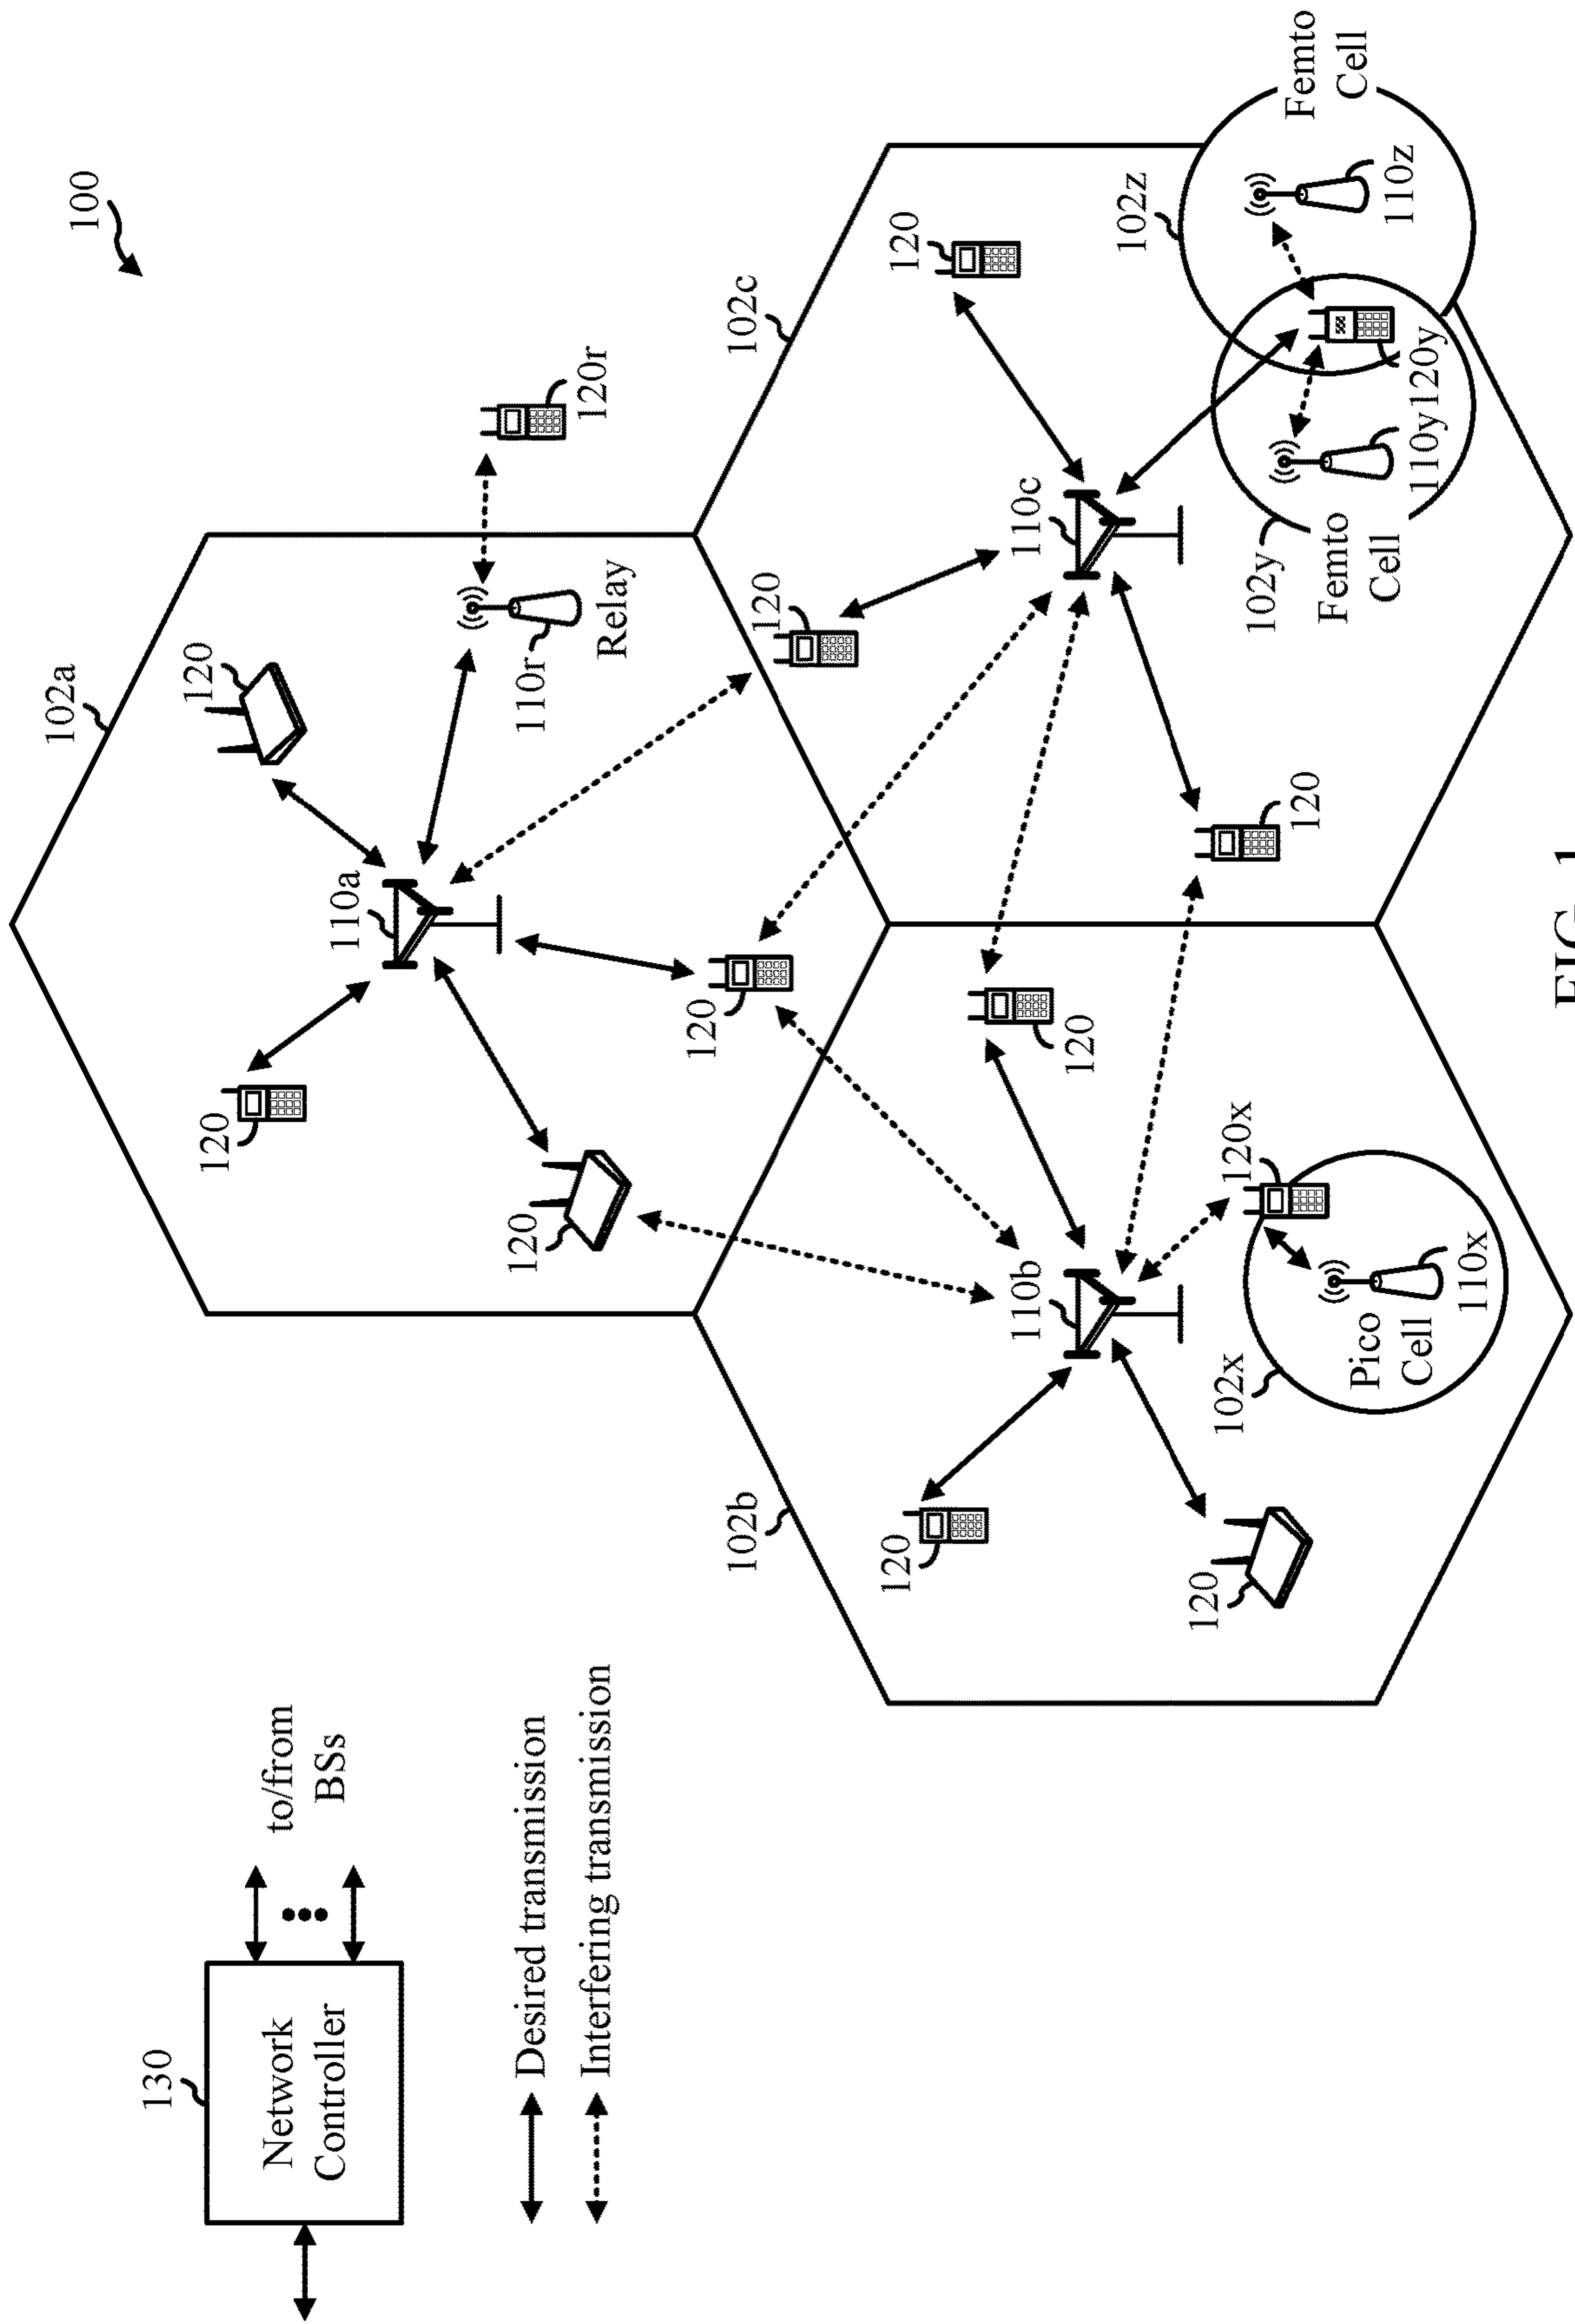 100
102a
130
120
120
Network
Controller
to/from
BSs
110a
120
Desired transmission
Interfering transmission
110r
Relay
120r
120
102b
102c
120
120
120
110b
110c
120
102z
120
102x
120x
102y
120
Femto
Cell
Femto
Cell
Pico
Cell
110z
110y
120y
110x
FIG. 1